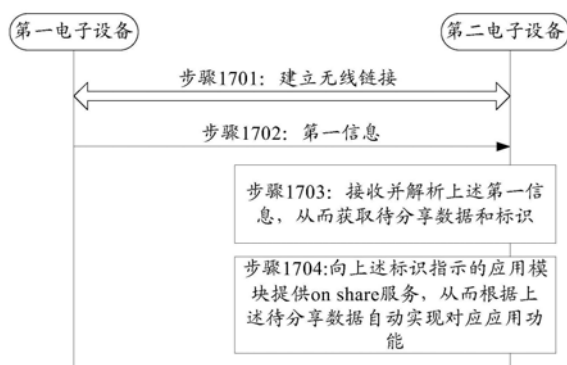 第一电子设备
第二电子设备
步骤1701：建立无线链接
步骤1702：第一信息
步骤1703：接收并解析上述第一信
息，从而获取待分享数据和标识
步骤1704:向上述标识指示的应用模
块提供on share服务，从而根据上
述待分享数据自动实现对应应用功
能